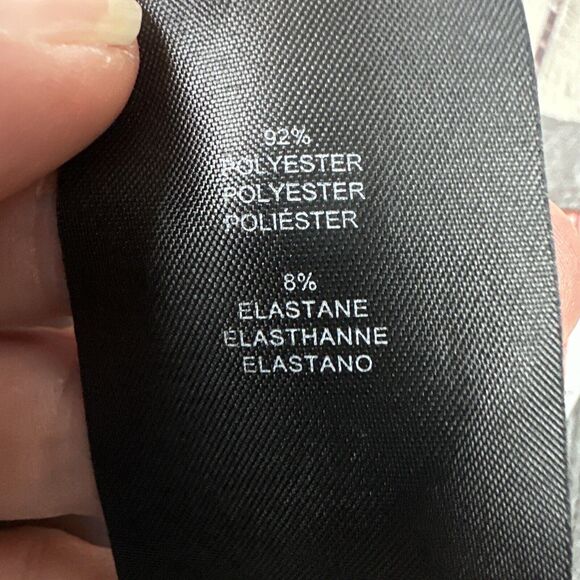 92%
POLYESTER
POLYESTER
POLIÉSTER
8%
ELASTANE
ÉLASTHANNE
ELASTANO